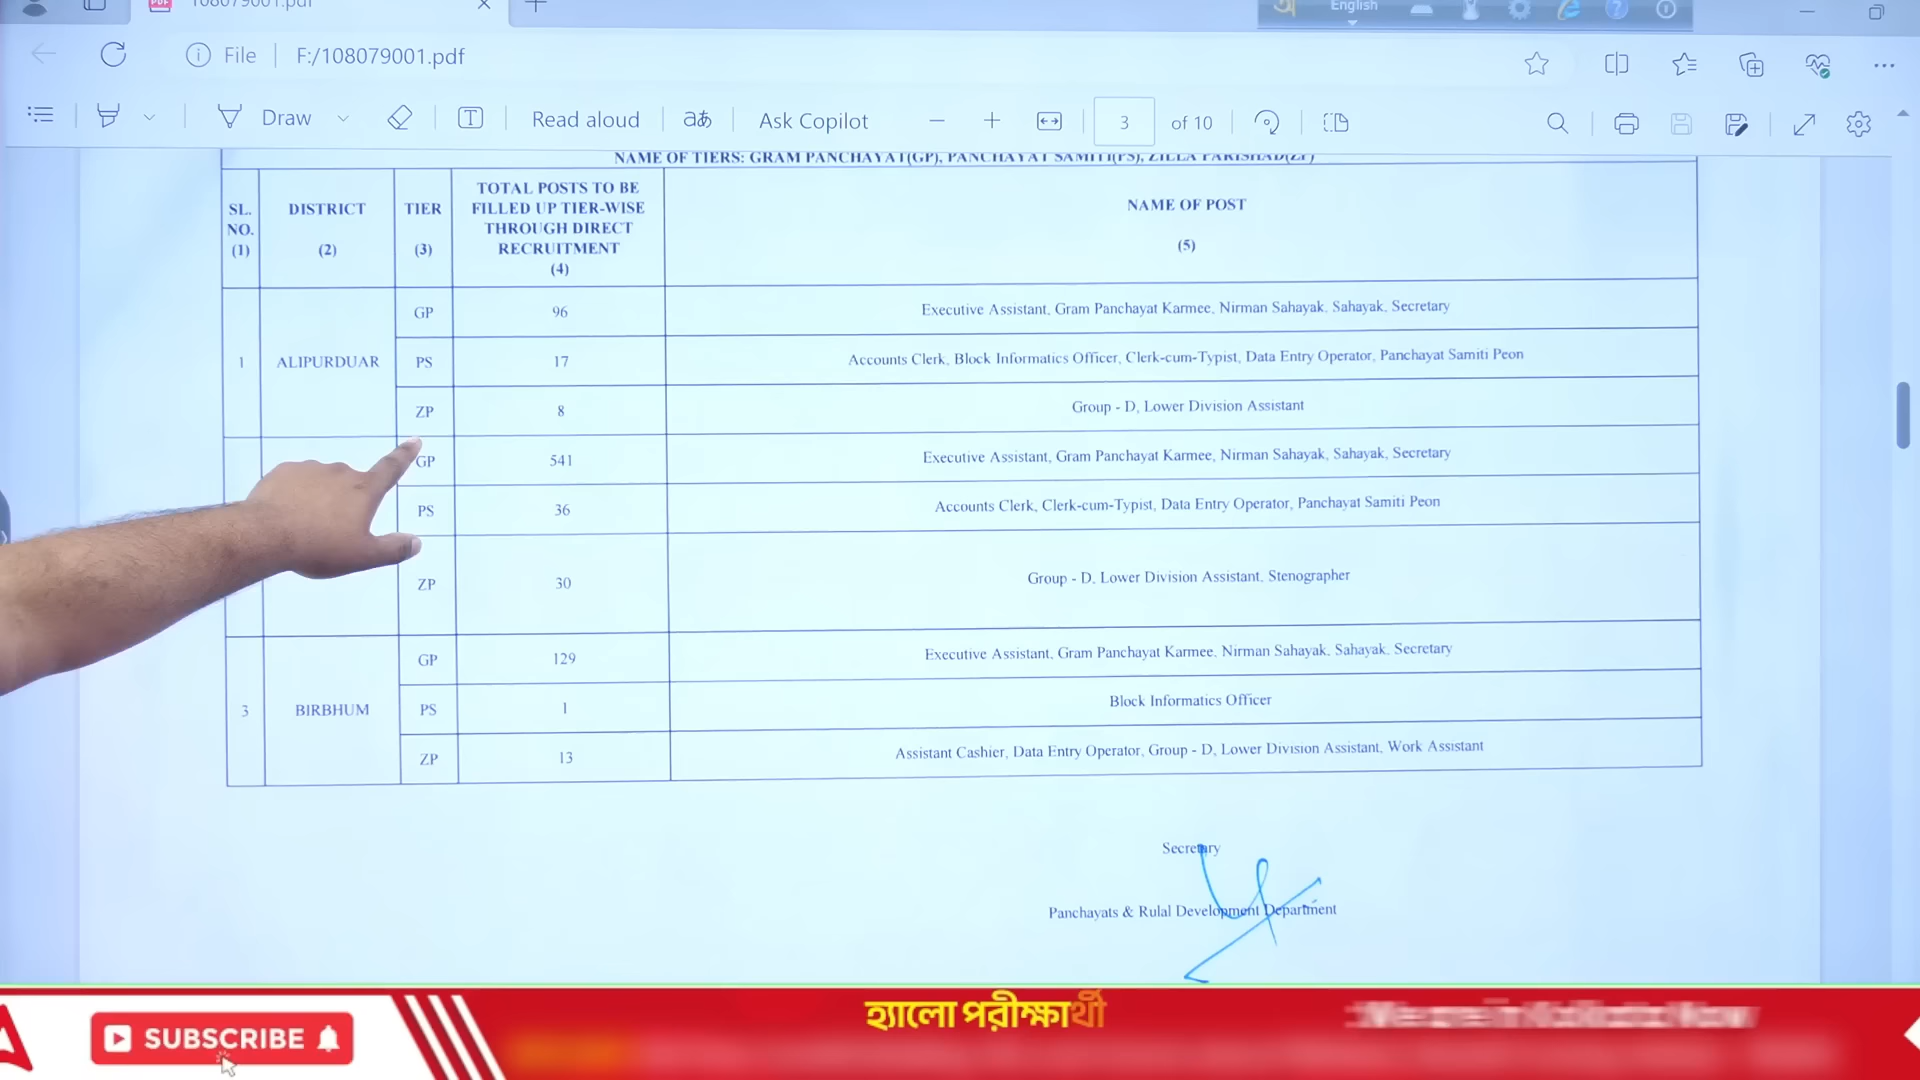 108079001.pdf
English
File F:/108079001.pdf
Draw Read aloud aあ Ask Copilot 3 of 10
NAME OF TIERS: GRAM PANCHAYAT(GP), PANCHAYAT SAMITI(PS), ZILLA PARISHAD(ZP)
SL. NO. (1) DISTRICT (2) TIER (3) TOTAL POSTS TO BE FILLED UP TIER-WISE THROUGH DIRECT RECRUITMENT (4) NAME OF POST (5)
1 ALIPURDUAR
GP 96 Executive Assistant, Gram Panchayat Karmee, Nirman Sahayak, Sahayak, Secretary
PS 17 Accounts Clerk, Block Informatics Officer, Clerk-cum-Typist, Data Entry Operator, Panchayat Samiti Peon
ZP 8 Group - D, Lower Division Assistant
GP 541 Executive Assistant, Gram Panchayat Karmee, Nirman Sahayak, Sahayak, Secretary
PS 36 Accounts Clerk, Clerk-cum-Typist, Data Entry Operator, Panchayat Samiti Peon
ZP 30 Group - D, Lower Division Assistant, Stenographer
3 BIRBHUM
GP 129 Executive Assistant, Gram Panchayat Karmee, Nirman Sahayak, Sahayak, Secretary
PS 1 Block Informatics Officer
ZP 13 Assistant Cashier, Data Entry Operator, Group - D, Lower Division Assistant, Work Assistant
Secretary
Panchayats & Rulal Development Department
হ্যালো পরীক্ষার্থী
SUBSCRIBE